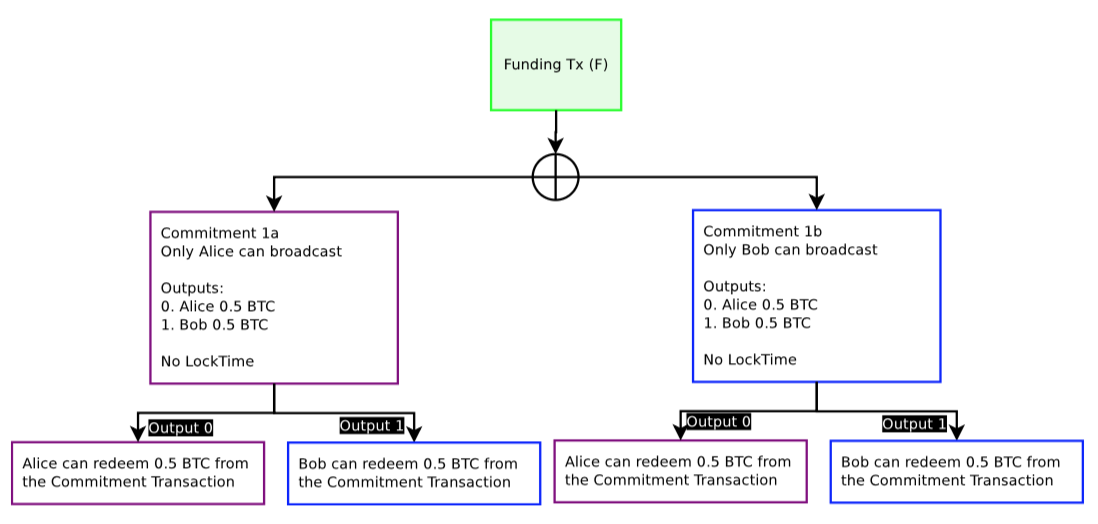 Funding Tx (F)
Commitment 1a
Only Alice can broadcast
Outputs:
0. Alice 0.5 BTC
1. Bob 0.5 BTC
No LockTime
Commitment 1b
Only Bob can broadcast
Outputs:
0. Alice 0.5 BTC
1. Bob 0.5 BTC
No LockTime
Output 0
Output 1
Output 0
Output 1
Alice can redeem 0.5 BTC from
the Commitment Transaction
Bob can redeem 0.5 BTC from
the Commitment Transaction
Alice can redeem 0.5 BTC from
the Commitment Transaction
Bob can redeem 0.5 BTC from
the Commitment Transaction